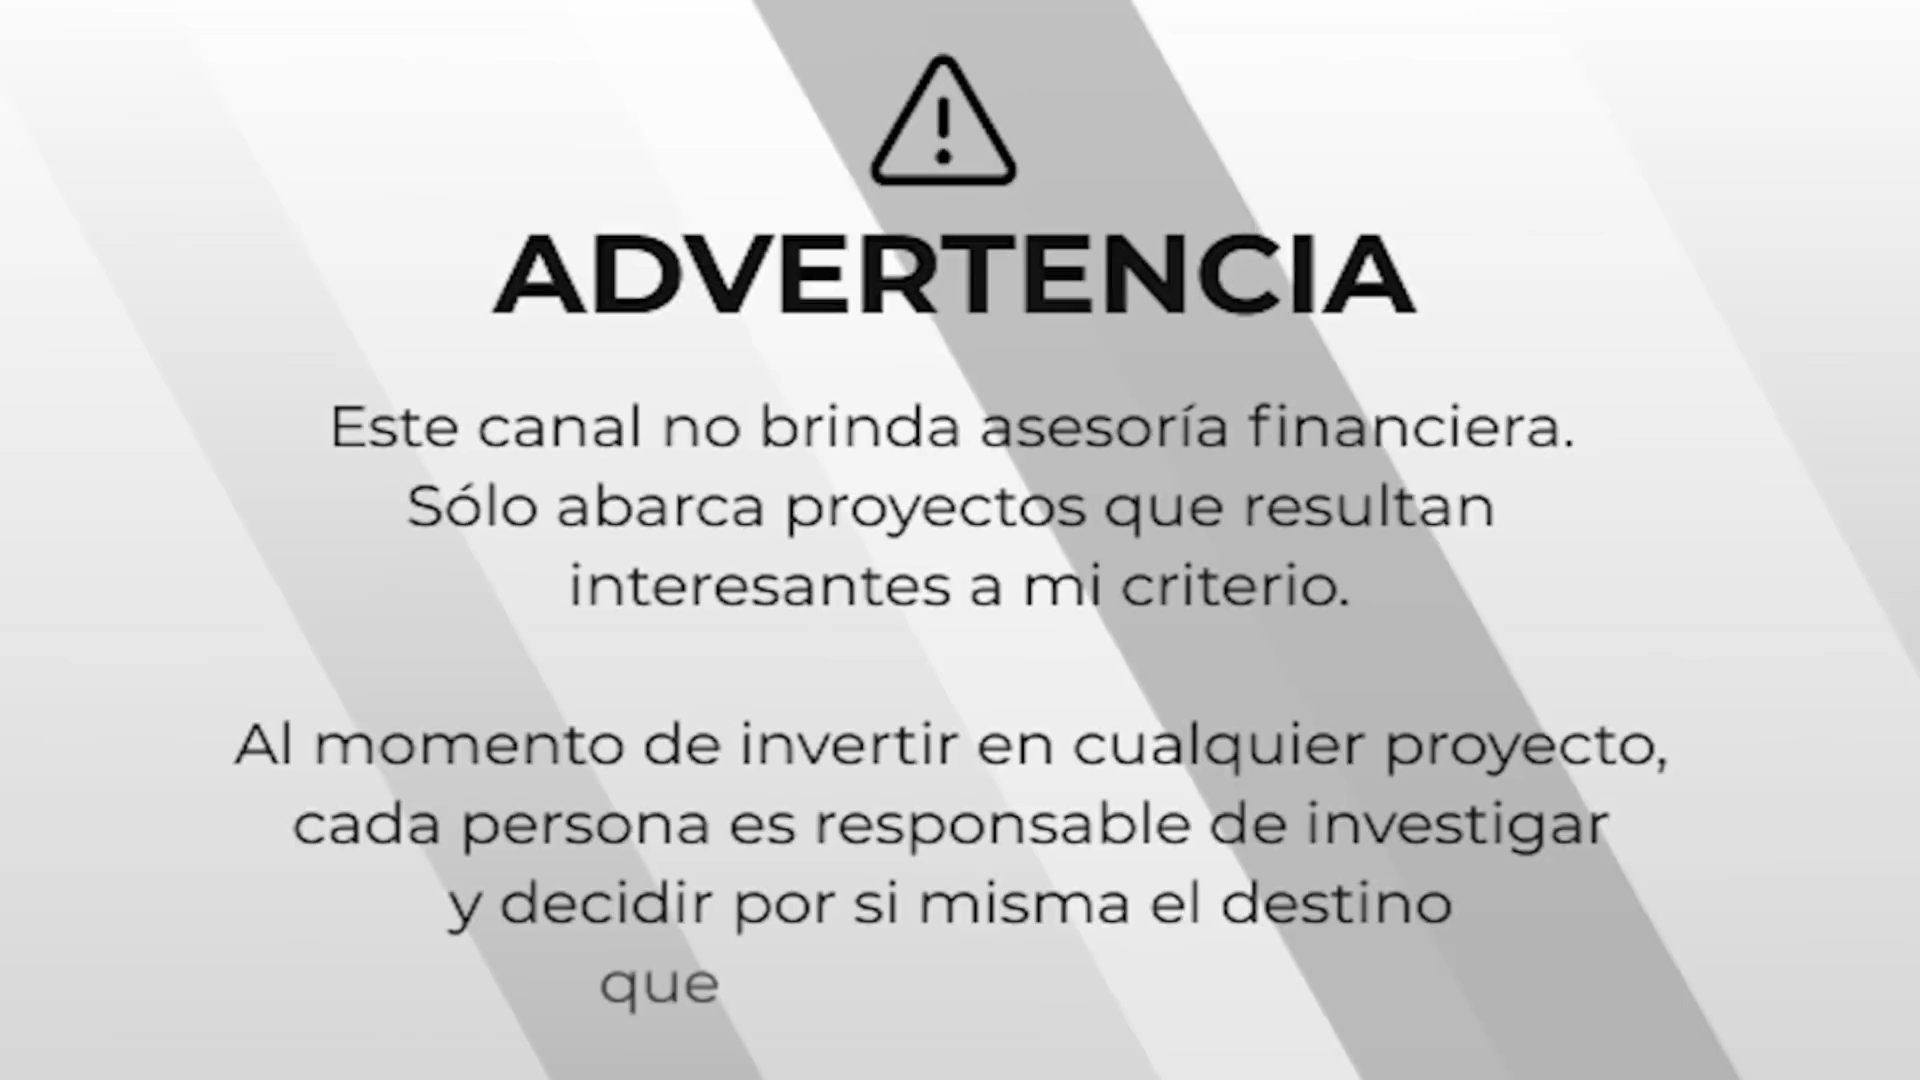 ADVERTENCIA
Este canal no brinda asesoría financiera.
Sólo abarca proyectos que resultan
interesantes a mi criterio.
Al momento de invertir en cualquier proyecto,
cada persona es responsable de investigar
y decidir por si misma el destino
que